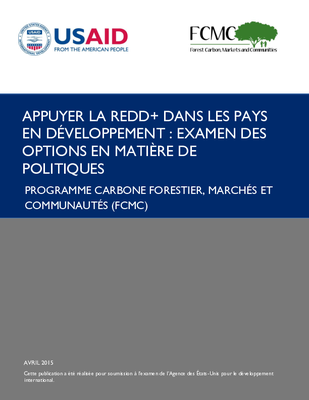 USAID
FROM THE AMERICAN PEOPLE
FCMC
Forest Carbon, Markets and Communities
APPUYER LA REDD+ DANS LES PAYS
EN DÉVELOPPEMENT : EXAMEN DES
OPTIONS EN MATIÈRE DE
POLITIQUES
PROGRAMME CARBONE FORESTIER, MARCHÉS ET
COMMUNAUTÉS (FCMC)
AVRIL 2015
Cette publication a été réalisée pour soumission à l'examen de l'Agence des États-Unis pour le développement
international.